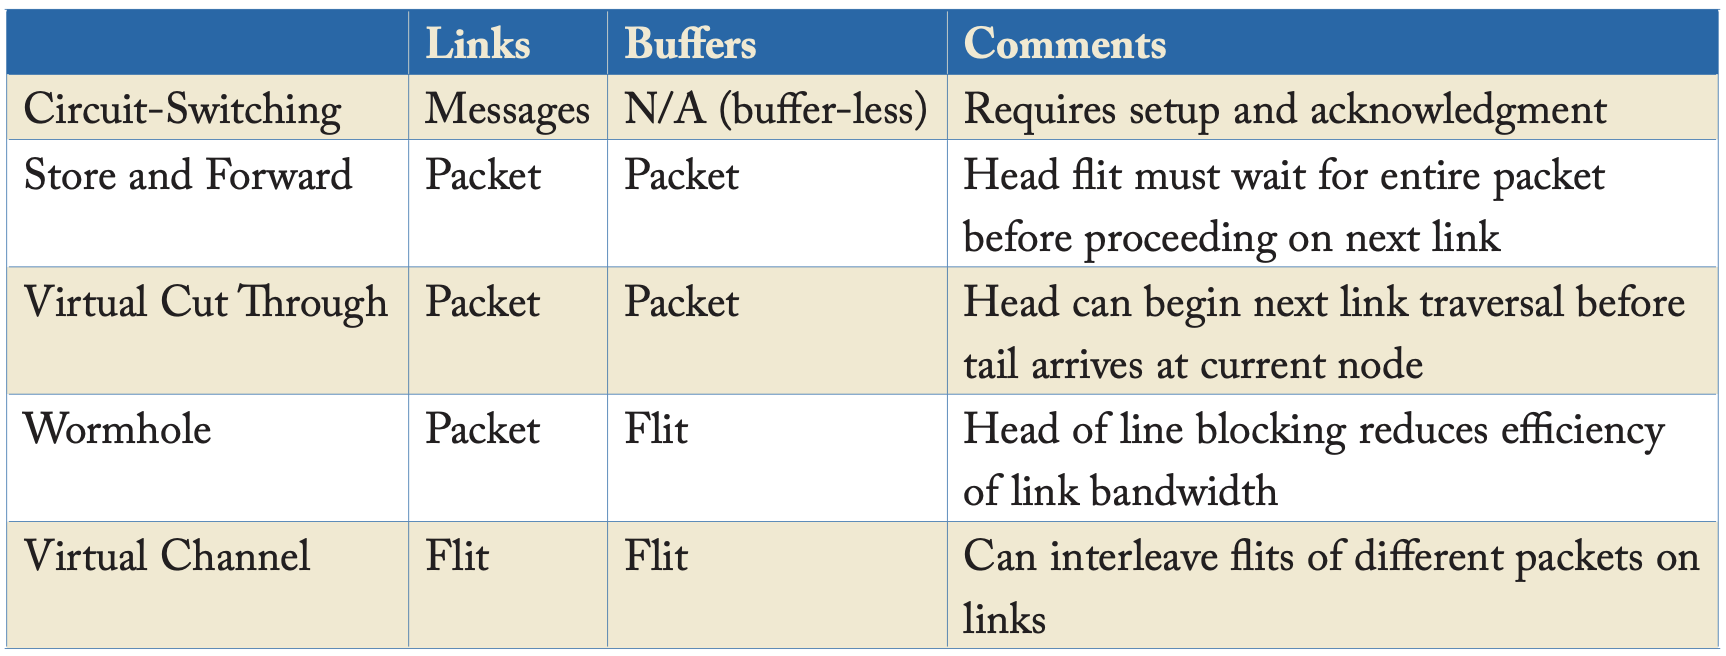 Links Buffers Comments
Circuit-Switching Messages N/A (buffer-less) Requires setup and acknowledgment
Store and Forward Packet Packet Head flit must wait for entire packet
before proceeding on next link
Virtual Cut Through Packet Packet Head can begin next link traversal before
tail arrives at current node
Wormhole Packet Flit Head of line blocking reduces efficiency
of link bandwidth
Virtual Channel Flit Flit Can interleave flits of different packets on
links